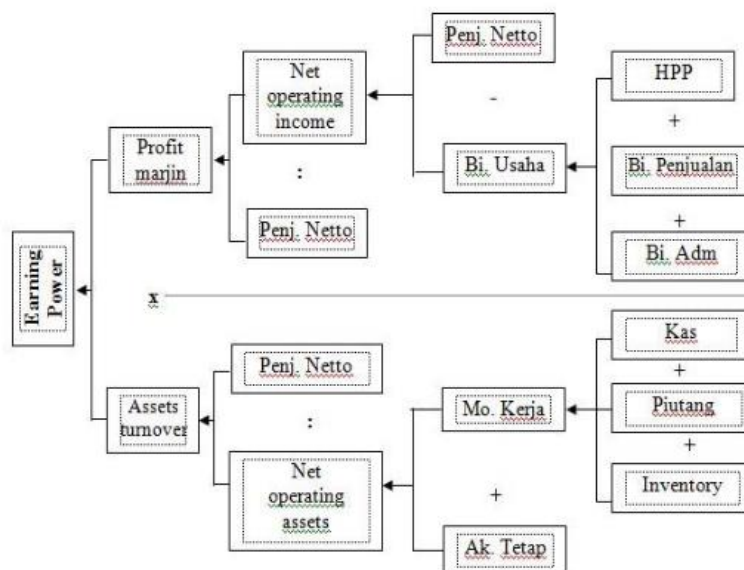 Penj. Netto
Net
operating
income
HPP
-
+
Profit
marjin
:
Bi. Usaha
Bi. Penjualan
+
Penj. Netto
Bi. Adm
Earning
Power
x
Kas
Penj. Netto
+
Assets
turnover
:
Mo. Kerja
Piutang
+
Net
operating
assets
+
Inventory
Ak. Tetap